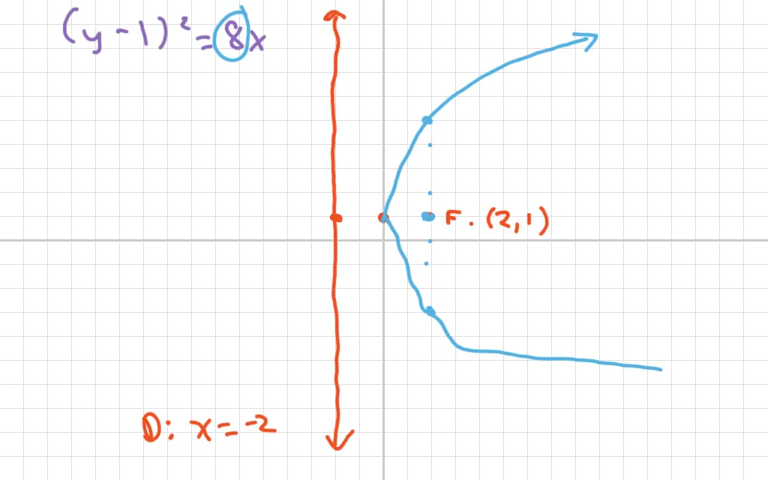 (y - 1)² = 8x
F. (2,1)
D: x = -2